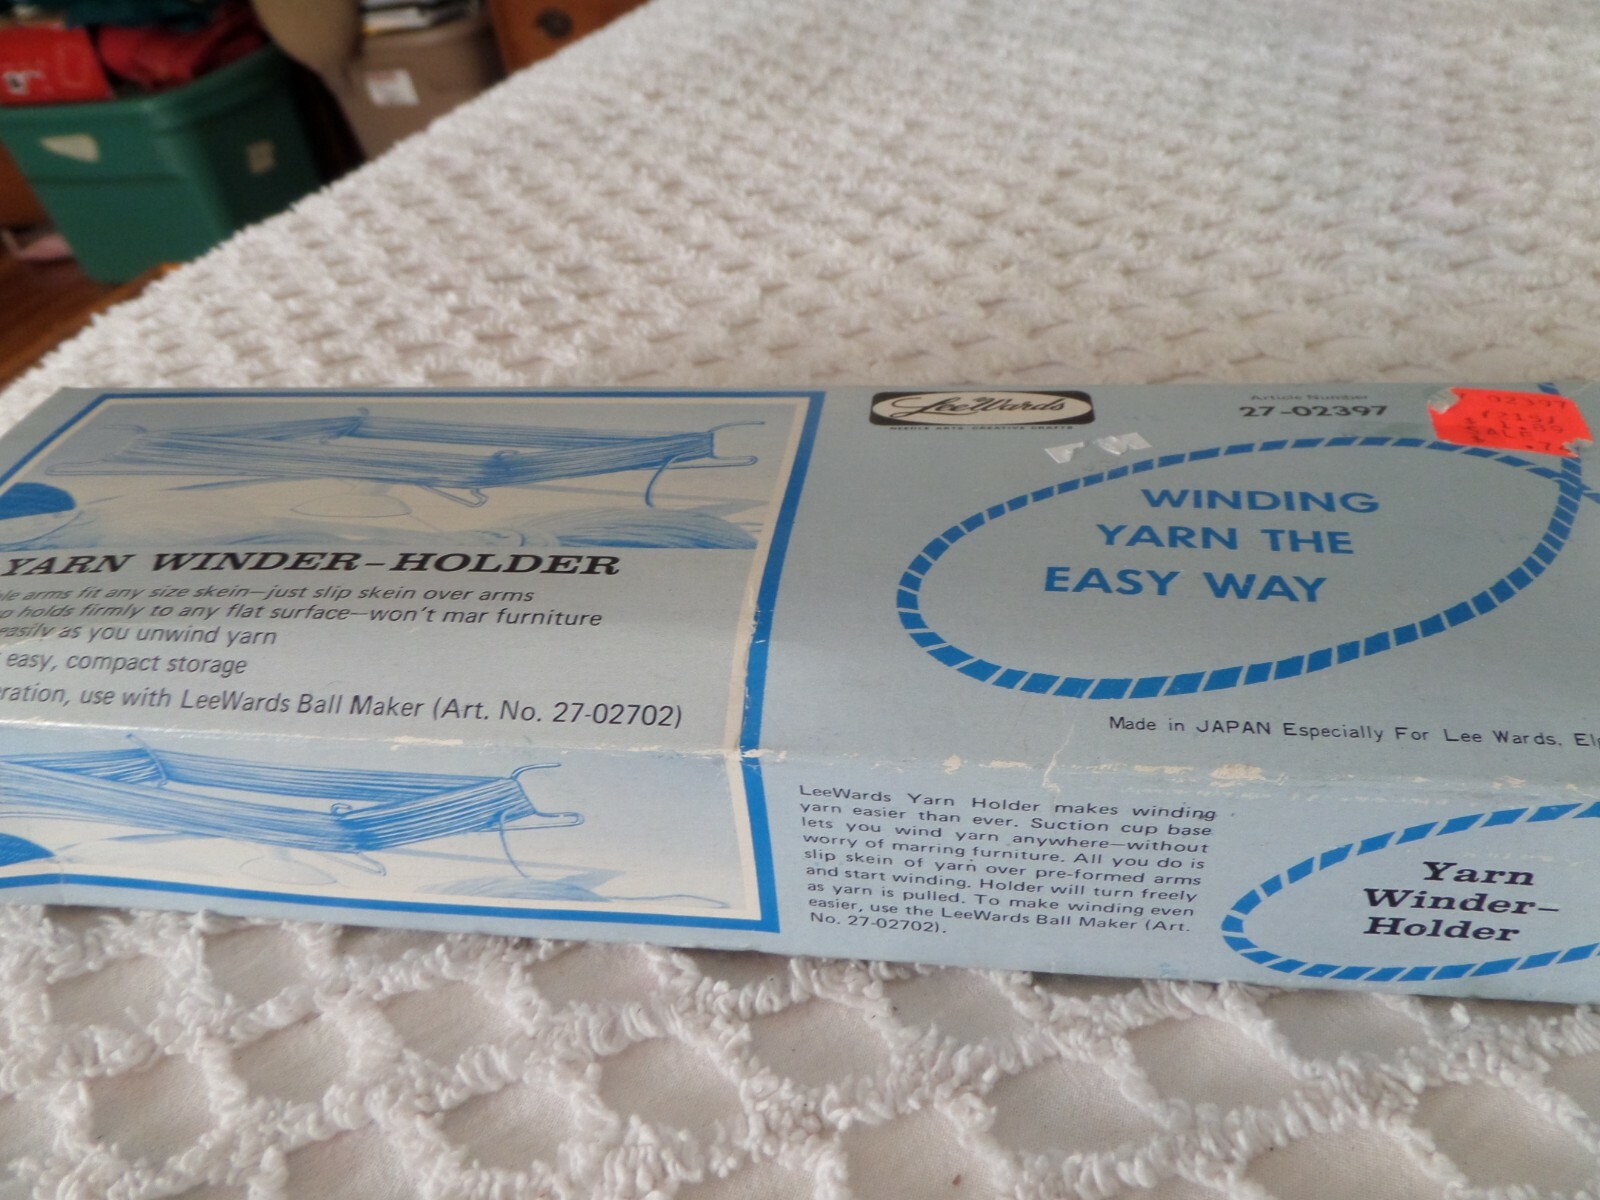 LeeWards
NEEDLE ARTS CREATIVE CRAFTS
Article Number
27-02397
02397
SALE
WINDING
YARN THE
EASY WAY
Made in JAPAN Especially For Lee Wards, El
YARN WINDER-HOLDER
arms fit any size skein—just slip skein over arms
holds firmly to any flat surface—won't mar furniture
easily as you unwind yarn
easy, compact storage
use with LeeWards Ball Maker (Art. No. 27-02702)
LeeWards Yarn Holder makes winding
yarn easier than ever. Suction cup base
lets you wind yarn anywhere—without
worry of marring furniture. All you do is
slip skein of yarn over pre-formed arms
and start winding. Holder will turn freely
as yarn is pulled. To make winding even
easier, use the LeeWards Ball Maker (Art.
No. 27-02702).
Yarn
Winder-
Holder